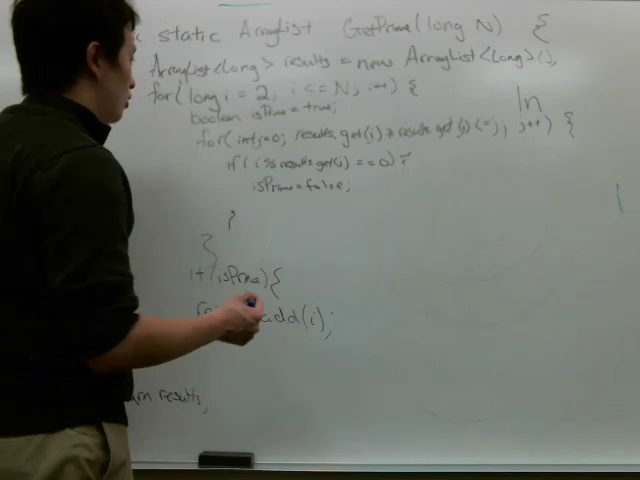 static ArrayList GetPrime(long N) {
ArrayList<Long> results = new ArrayList<Long>();
for(long i = 2, i <= N; i++) {
boolean isPrime = true;
ln
for(int j=0; results.get(j) * results.get(j) <= j, j++) {
if( i % results.get(j) == 0) {
isPrime = false;
}
}
if (isPrime) {
add(i);
results;